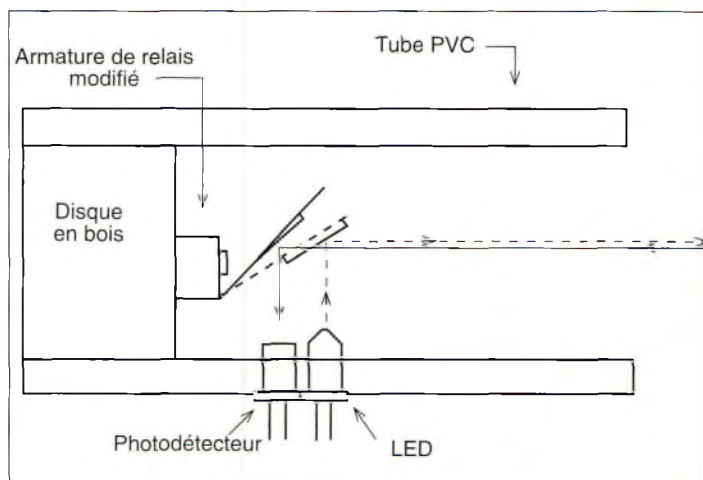 Armature de relais
modifié
Tube PVC
Disque
en bois
Photodétecteur
LED